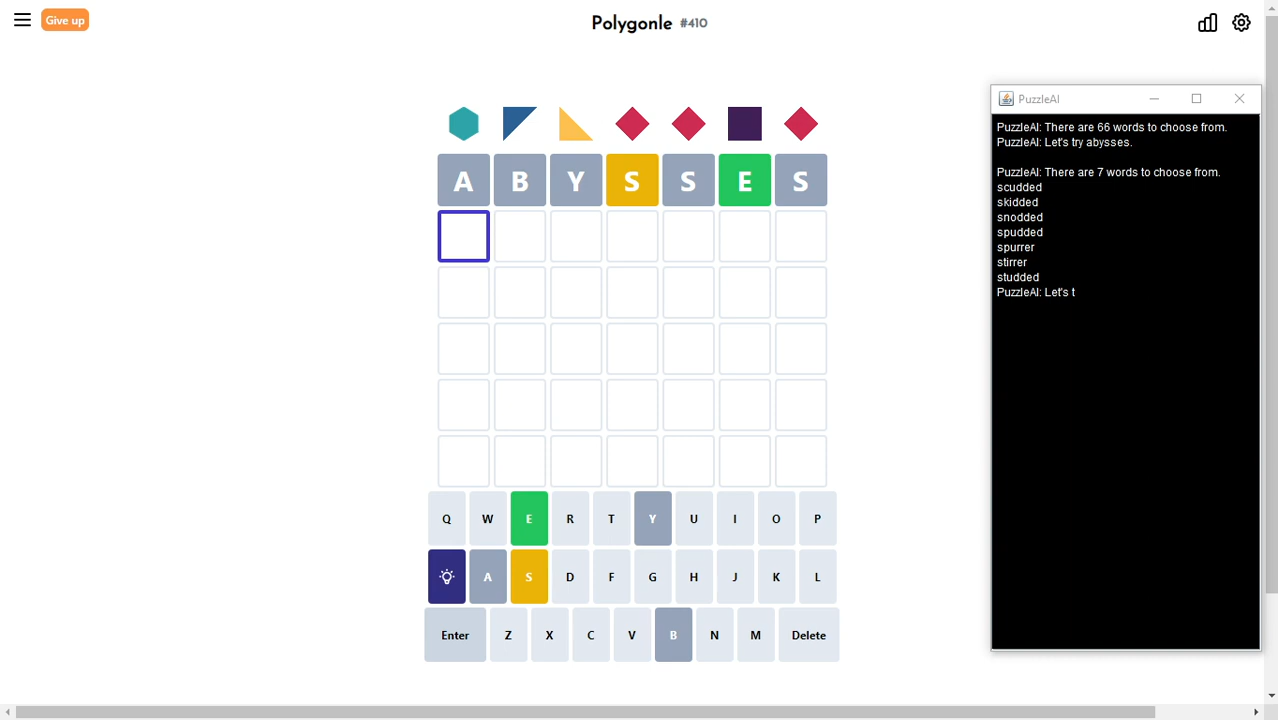 Give up
Polygonle #410
A B Y S S E S
Q W E R T Y U I O P
A S D F G H J K L
Enter Z X C V B N M Delete
PuzzleAI
PuzzleAI: There are 66 words to choose from.
PuzzleAI: Let's try abysses.
PuzzleAI: There are 7 words to choose from.
scudded
skidded
snodded
spudded
spurrer
stirrer
studded
PuzzleAI: Let's t